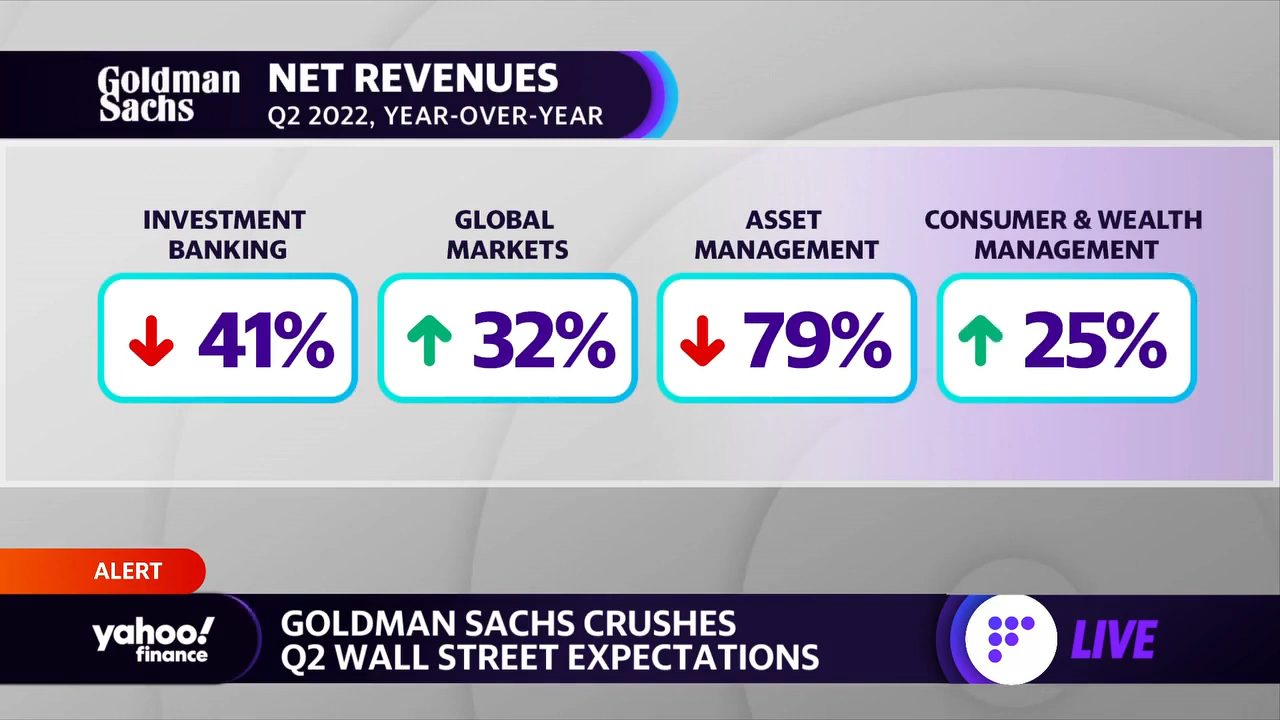 Goldman
Sachs
NET REVENUES
Q2 2022, YEAR-OVER-YEAR
INVESTMENT
BANKING
↓ 41%
GLOBAL
MARKETS
↑ 32%
ASSET
MANAGEMENT
↓ 79%
CONSUMER & WEALTH
MANAGEMENT
↑ 25%
ALERT
yahoo!
finance
GOLDMAN SACHS CRUSHES
Q2 WALL STREET EXPECTATIONS
LIVE